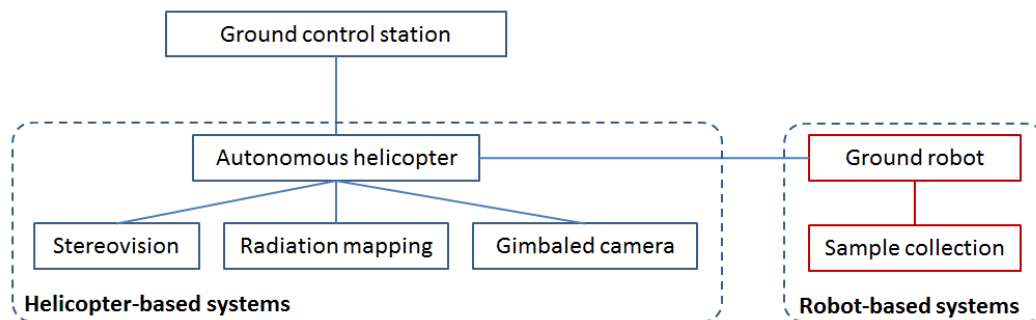 Ground control station
Autonomous helicopter
Ground robot
Stereovision
Radiation mapping
Gimbaled camera
Sample collection
Helicopter-based systems
Robot-based systems